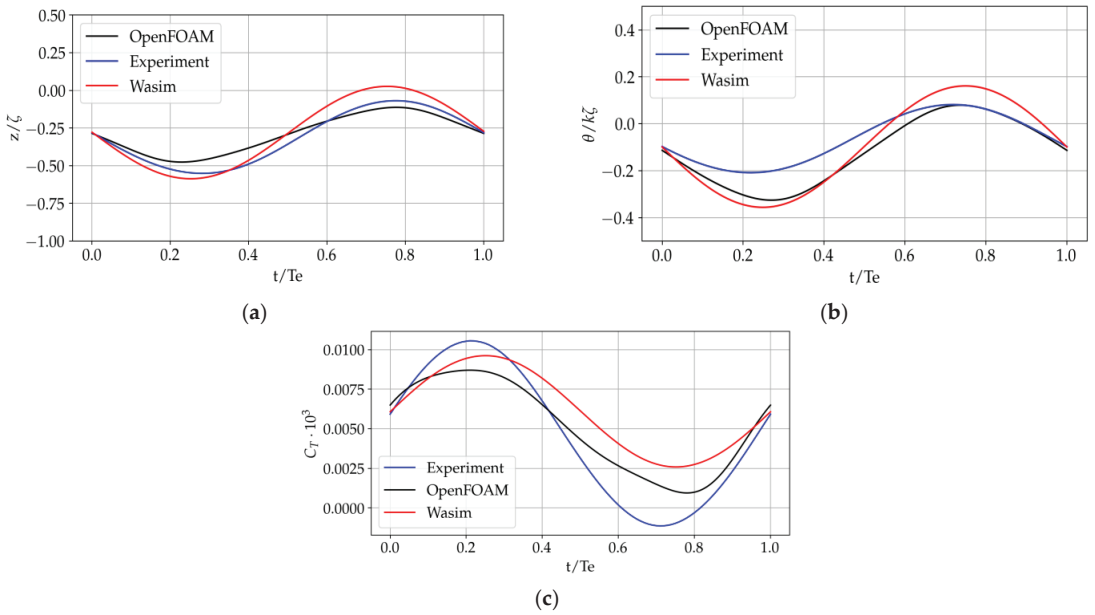 0.50
0.25
0.00
−0.25
−0.50
−0.75
−1.00
z/ζ
OpenFOAM
Experiment
Wasim
0.0 0.2 0.4 0.6 0.8 1.0
t/Te
(a)
0.4
0.2
0.0
−0.2
−0.4
θ/kζ
OpenFOAM
Experiment
Wasim
0.0 0.2 0.4 0.6 0.8 1.0
t/Te
(b)
0.0100
0.0075
0.0050
0.0025
0.0000
C_T · 10³
Experiment
OpenFOAM
Wasim
0.0 0.2 0.4 0.6 0.8 1.0
t/Te
(c)